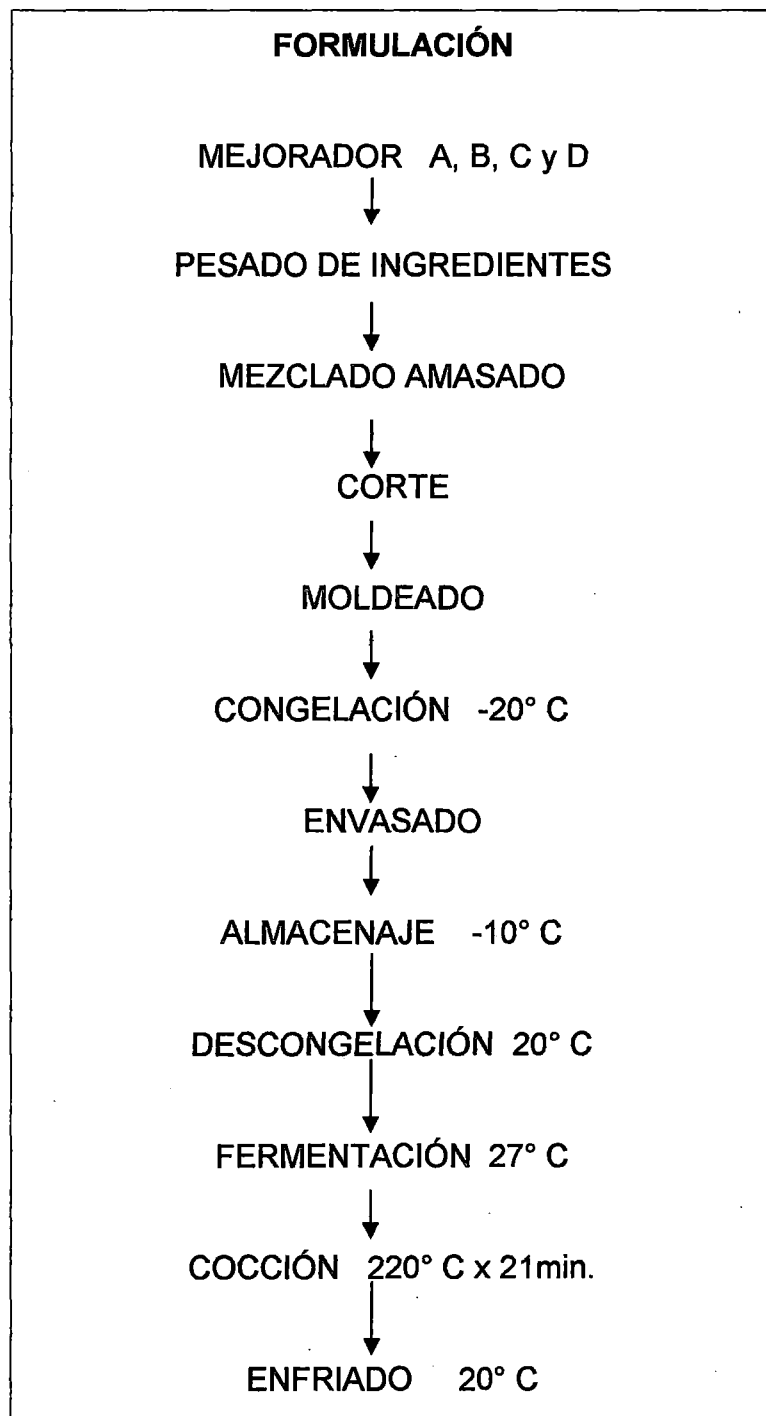 FORMULACIÓN
MEJORADOR A, B, C y D
PESADO DE INGREDIENTES
MEZCLADO AMASADO
CORTE
MOLDEADO
CONGELACIÓN -20° C
ENVASADO
ALMACENAJE -10° C
DESCONGELACIÓN 20° C
FERMENTACIÓN 27° C
COCCIÓN 220° C x 21min.
ENFRIADO 20° C